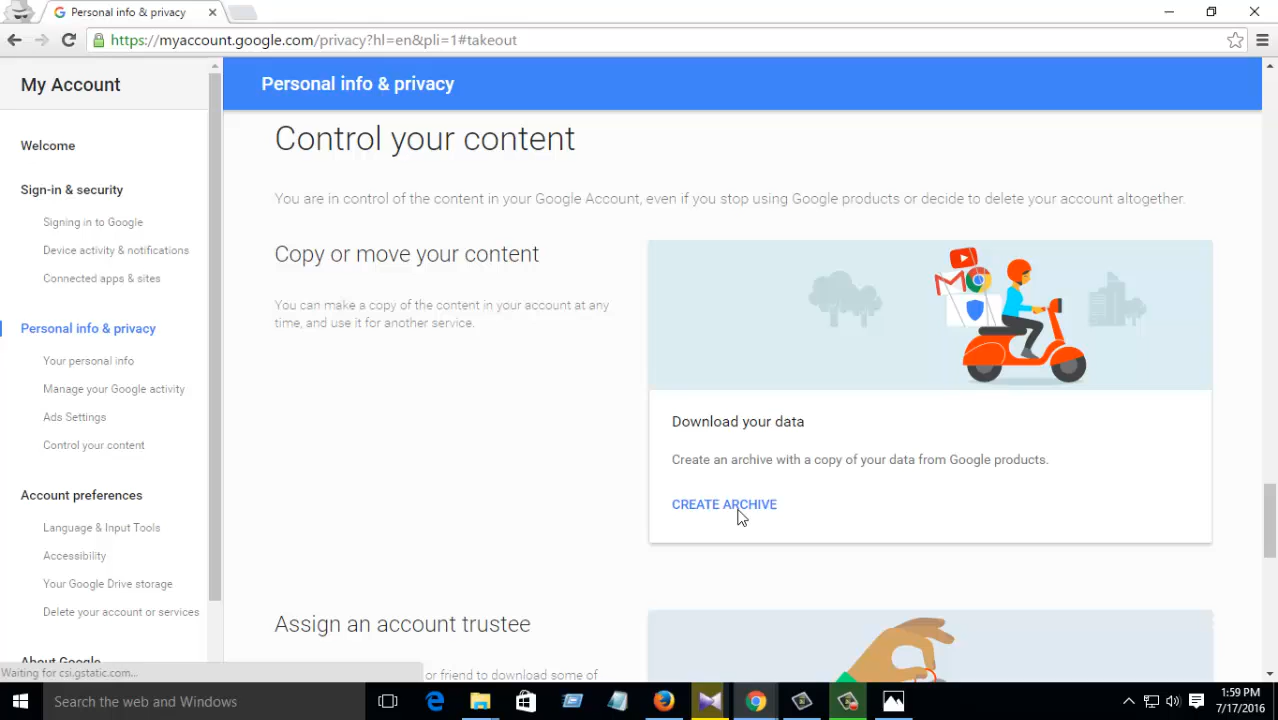 Google Personal info & priv
https://myaccount.google.com/privacy?hl=en&pli=1#takeout
My Account
Welcome
Sign-in & security
Signing in to Google
Device activity & notifications
Connected apps & sites
Personal info & privacy
Your personal info
Manage your Google activity
Ads Settings
Control your content
Account preferences
Language & Input Tools
Accessibility
Your Google Drive storage
Delete your account or services
About Google
Personal info & privacy
Control your content
You are in control of the content in your Google Account, even if you stop using Google products or decide to delete your account altogether.
Copy or move your content
You can make a copy of the content in your account at any
time, and use it for another service.
Download your data
Create an archive with a copy of your data from Google products.
CREATE ARCHIVE
Assign an account trustee
or friend to download some of
Waiting for csi.gstatic.com...
Search the web and Windows
1:59 PM
7/17/2016